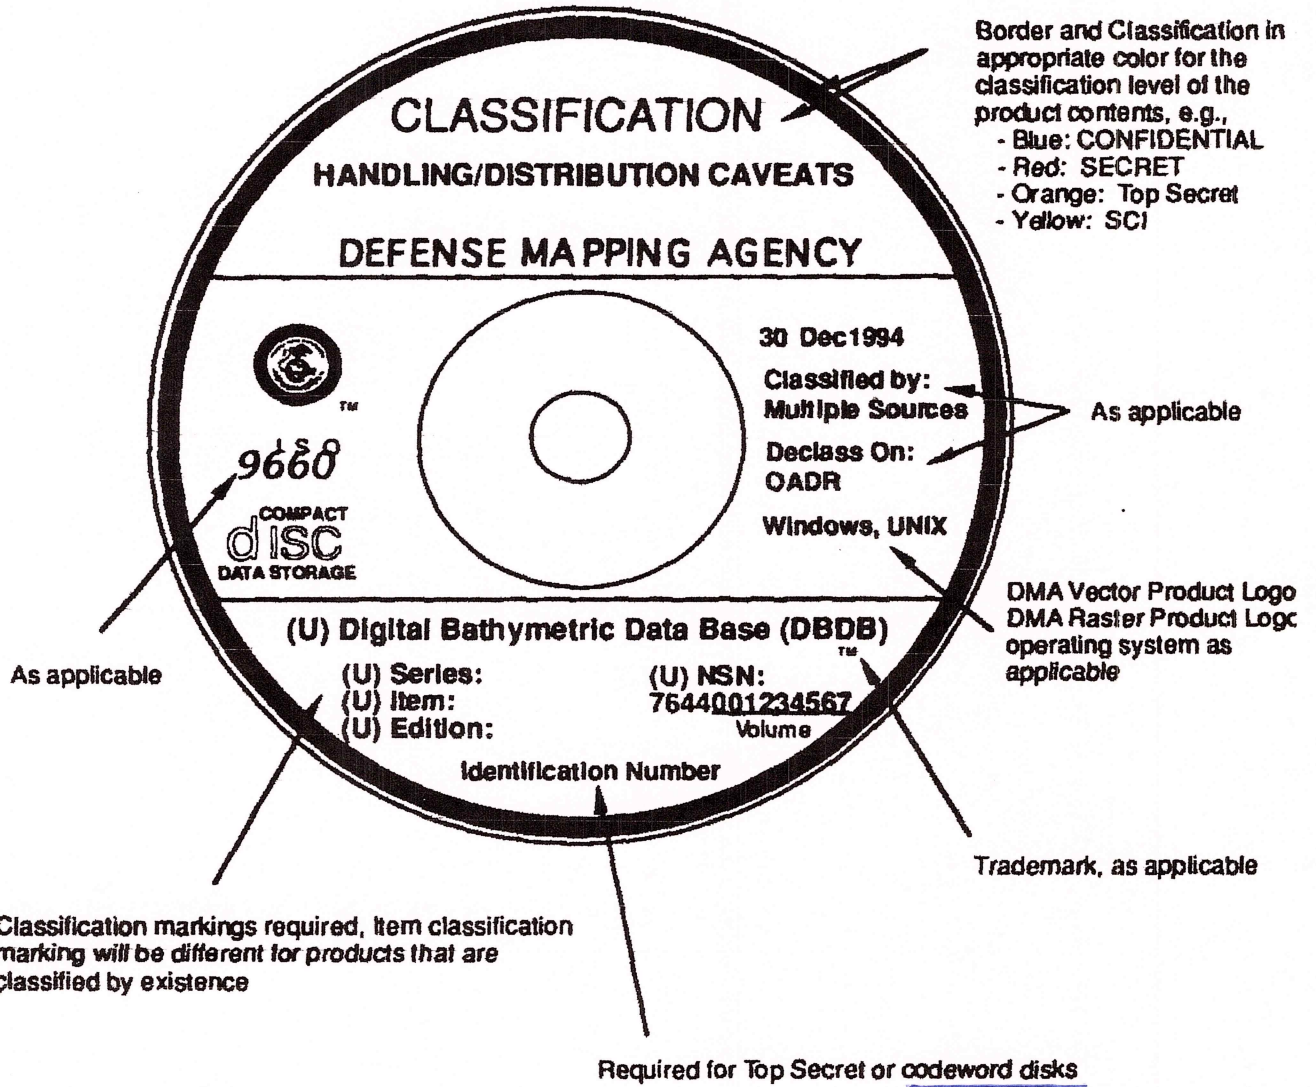 Border and Classification in
appropriate color for the
classification level of the
product contents, e.g.,
- Blue: CONFIDENTIAL
- Red: SECRET
- Orange: Top Secret
- Yellow: SCI
CLASSIFICATION
HANDLING/DISTRIBUTION CAVEATS
DEFENSE MAPPING AGENCY
TM
30 Dec1994
Classified by:
Multiple Sources
As applicable
Declass On:
OADR
Windows, UNIX
ISO
9660
COMPACT
disc
DATA STORAGE
As applicable
DMA Vector Product Logo
DMA Raster Product Logo
operating system as
applicable
(U) Digital Bathymetric Data Base (DBDB)
TM
(U) Series:
(U) Item:
(U) Edition:
(U) NSN:
7644001234567
Volume
Identification Number
Trademark, as applicable
Classification markings required, Item classification
marking will be different for products that are
classified by existence
Required for Top Secret or codeword disks